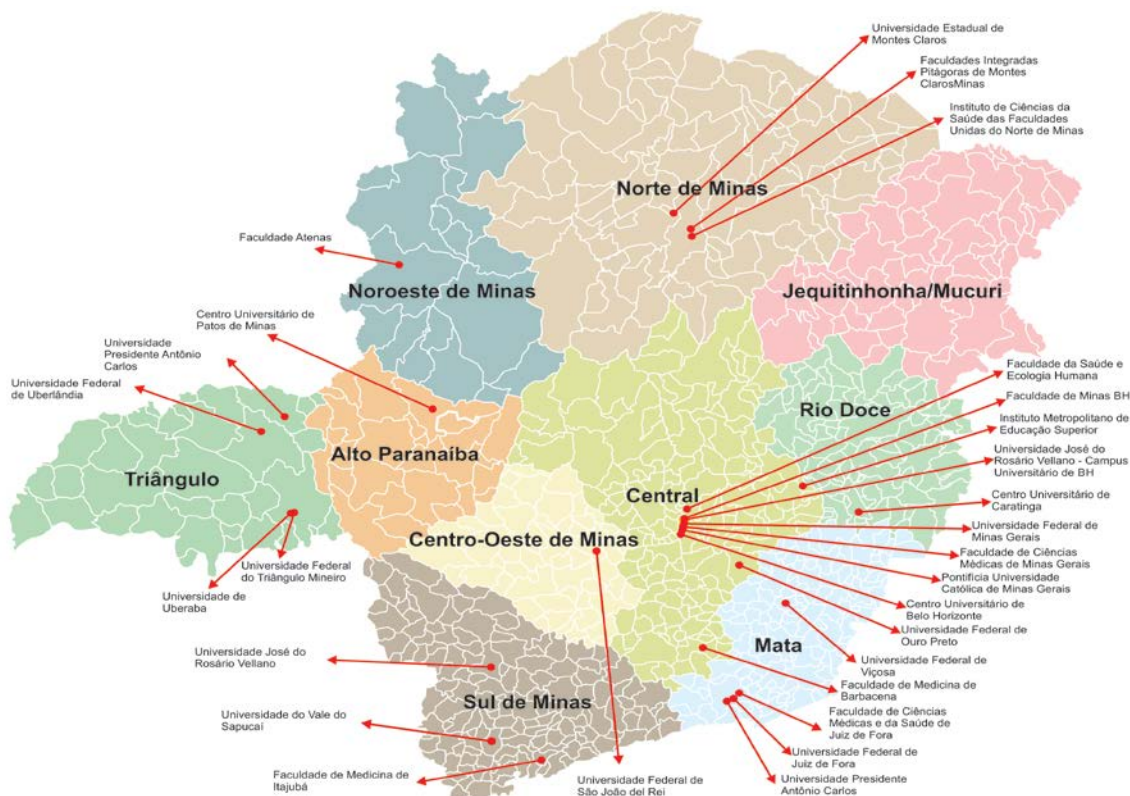 Universidade Estadual de
Montes Claros
Faculdades Integradas
Pitágoras de Montes
ClarosMinas
Instituto de Ciências da
Saúde das Faculdades
Unidas do Norte de Minas
Norte de Minas
Faculdade Atenas
Noroeste de Minas
Jequitinhonha/Mucuri
Centro Universitário de
Patos de Minas
Universidade
Presidente Antônio
Carlos
Universidade Federal
de Uberlândia
Faculdade da Saúde e
Ecologia Humana
Faculdade de Minas BH
Rio Doce
Instituto Metropolitano de
Educação Superior
Alto Paranaíba
Universidade José do
Rosário Vellano - Campus
Universitário de BH
Triângulo
Central
Centro Universitário de
Caratinga
Centro-Oeste de Minas
Universidade Federal de
Minas Gerais
Universidade Federal
do Triângulo Mineiro
Faculdade de Ciências
Médicas de Minas Gerais
Universidade de
Uberaba
Pontifícia Universidade
Católica de Minas Gerais
Centro Universitário de
Belo Horizonte
Universidade Federal de
Ouro Preto
Mata
Universidade José do
Rosário Vellano
Universidade Federal de
Viçosa
Faculdade de Medicina de
Barbacena
Sul de Minas
Universidade do Vale do
Sapucaí
Faculdade de Ciências
Médicas e da Saúde de
Juiz de Fora
Universidade Federal de
Juiz de Fora
Faculdade de Medicina de
Itajubá
Universidade Federal de
São João del Rei
Universidade Presidente
Antônio Carlos